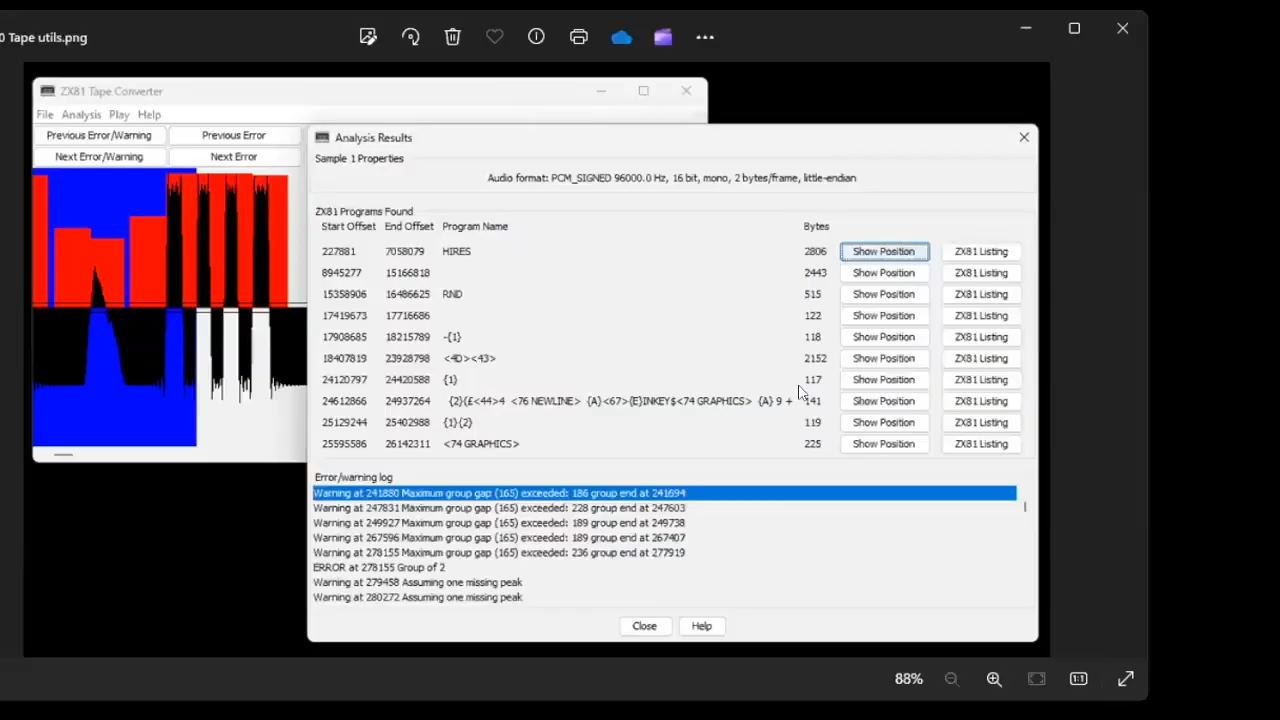 0 Tape utils.png
ZX81 Tape Converter
File Analysis Play Help
Previous Error/Warning Previous Error
Next Error/Warning Next Error
Analysis Results
Sample 1 Properties
Audio format: PCM_SIGNED 96000.0 Hz, 16 bit, mono, 2 bytes/frame, little-endian
ZX81 Programs Found
Start Offset End Offset Program Name Bytes
227881 7058079 HIRES 2806 Show Position ZX81 Listing
8945277 15166818 2443 Show Position ZX81 Listing
15358906 16486625 RND 515 Show Position ZX81 Listing
17419673 17716686 122 Show Position ZX81 Listing
17908685 18215789 -{1} 118 Show Position ZX81 Listing
18407819 23928798 <4D><43> 2152 Show Position ZX81 Listing
24120797 24420588 {1} 117 Show Position ZX81 Listing
24612866 24937264 {2}(£<44>4 <76 NEWLINE> {A}<67>{E}INKEY$<74 GRAPHICS> {A} 9 + 141 Show Position ZX81 Listing
25129244 25402988 {1}{2} 119 Show Position ZX81 Listing
25595586 26142311 <74 GRAPHICS> 225 Show Position ZX81 Listing
Error/warning log
Warning at 241880 Maximum group gap (165) exceeded: 186 group end at 241694
Warning at 247831 Maximum group gap (165) exceeded: 228 group end at 247603
Warning at 249927 Maximum group gap (165) exceeded: 189 group end at 249738
Warning at 267596 Maximum group gap (165) exceeded: 189 group end at 267407
Warning at 278155 Maximum group gap (165) exceeded: 236 group end at 277919
ERROR at 278155 Group of 2
Warning at 279458 Assuming one missing peak
Warning at 280272 Assuming one missing peak
Close Help
88% 1:1